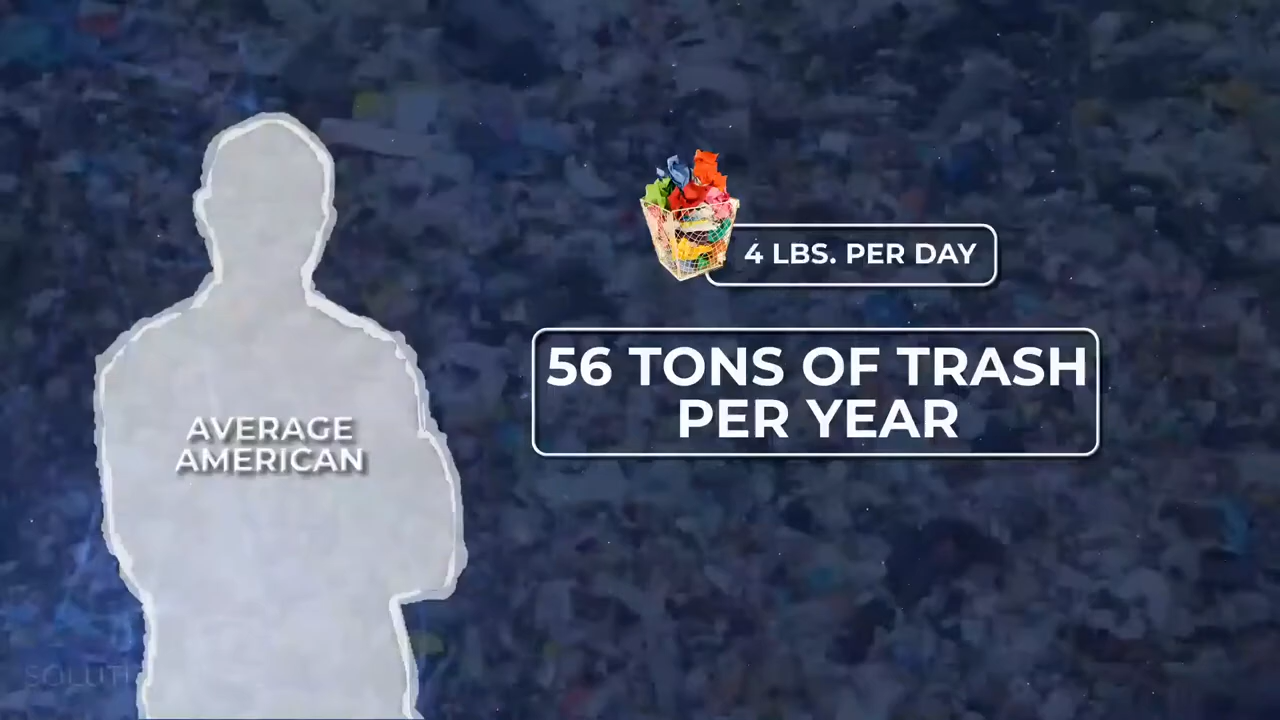 4 LBS. PER DAY
56 TONS OF TRASH
PER YEAR
AVERAGE
AMERICAN